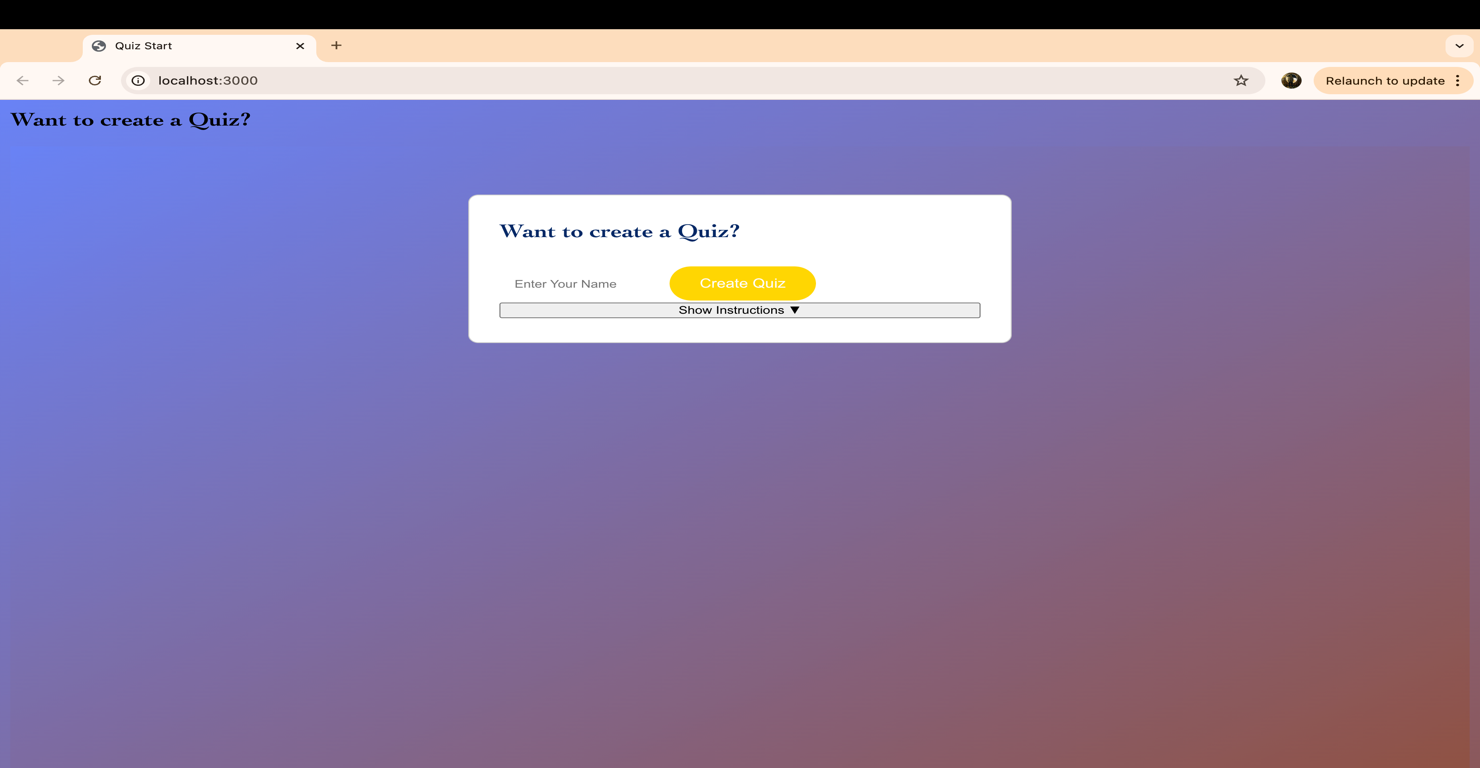 Quiz Start
localhost:3000
Relaunch to update
Want to create a Quiz?
Want to create a Quiz?
Enter Your Name
Create Quiz
Show Instructions ▼